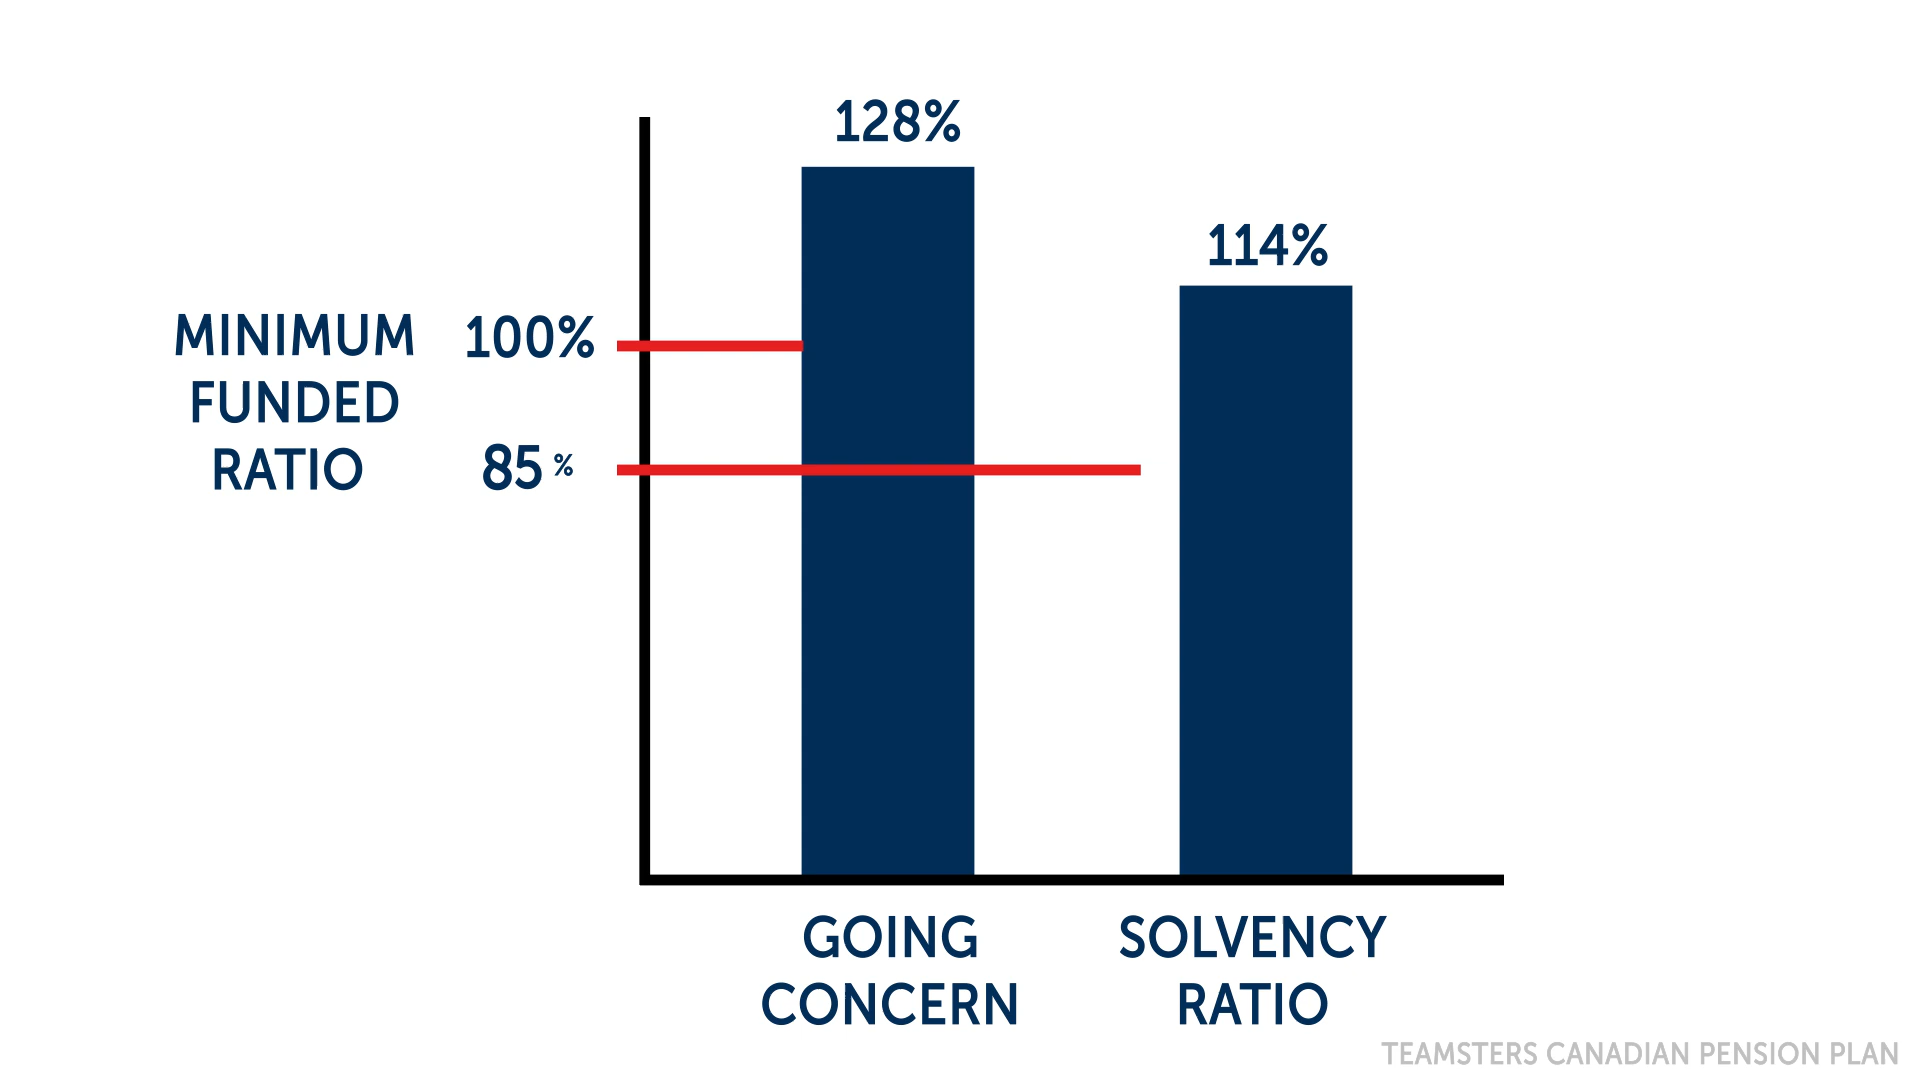 128%
114%
MINIMUM
FUNDED
RATIO
100%
85 %
GOING
CONCERN
SOLVENCY
RATIO
TEAMSTERS CANADIAN PENSION PLAN